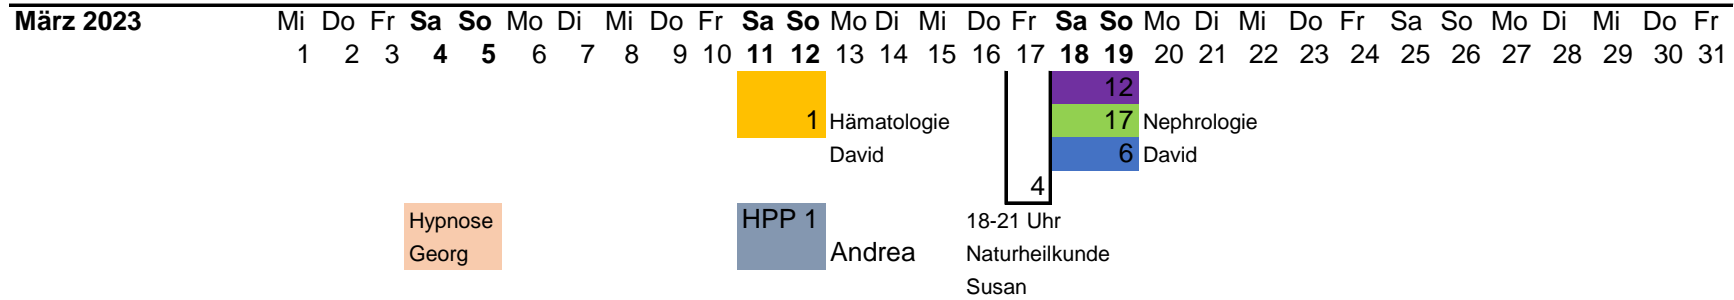 März 2023 Mi Do Fr Sa So Mo Di Mi Do Fr Sa So Mo Di Mi Do Fr Sa So Mo Di Mi Do Fr Sa So Mo Di Mi Do Fr
1 2 3 4 5 6 7 8 9 10 11 12 13 14 15 16 17 18 19 20 21 22 23 24 25 26 27 28 29 30 31
12
1 Hämatologie 17 Nephrologie
David 6 David
4
Hypnose HPP 1 18-21 Uhr
Georg Andrea Naturheilkunde
Susan